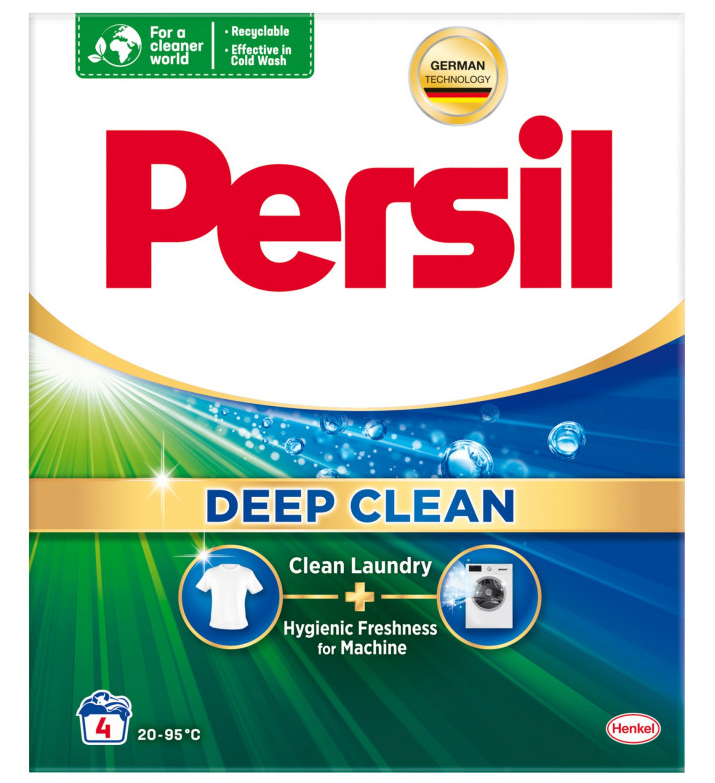 For a
cleaner
world
· Recyclable
· Effective in
Cold Wash
GERMAN
TECHNOLOGY
Persil
DEEP CLEAN
Clean Laundry
+
Hygienic Freshness
for Machine
4
20-95°C
Henkel